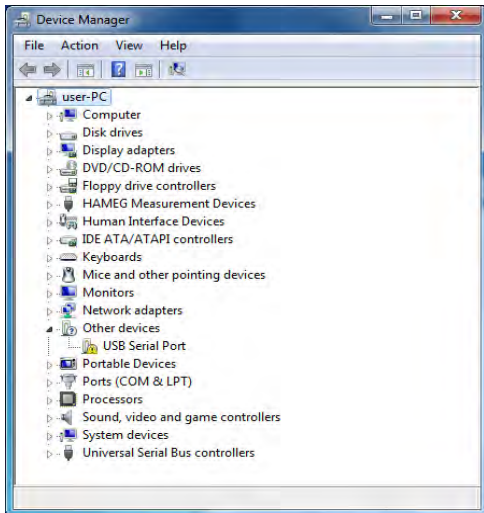 Device Manager
File Action View Help
user-PC
Computer
Disk drives
Display adapters
DVD/CD-ROM drives
Floppy drive controllers
HAMEG Measurement Devices
Human Interface Devices
IDE ATA/ATAPI controllers
Keyboards
Mice and other pointing devices
Monitors
Network adapters
Other devices
USB Serial Port
Portable Devices
Ports (COM & LPT)
Processors
Sound, video and game controllers
System devices
Universal Serial Bus controllers